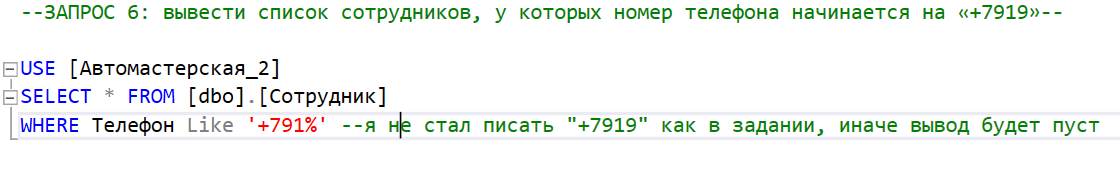 --ЗАПРОС 6: вывести список сотрудников, у которых номер телефона начинается на «+7919»--
USE [Автомастерская_2]
SELECT * FROM [dbo].[Сотрудник]
WHERE Телефон Like '+791%' --я не стал писать "+7919" как в задании, иначе вывод будет пуст